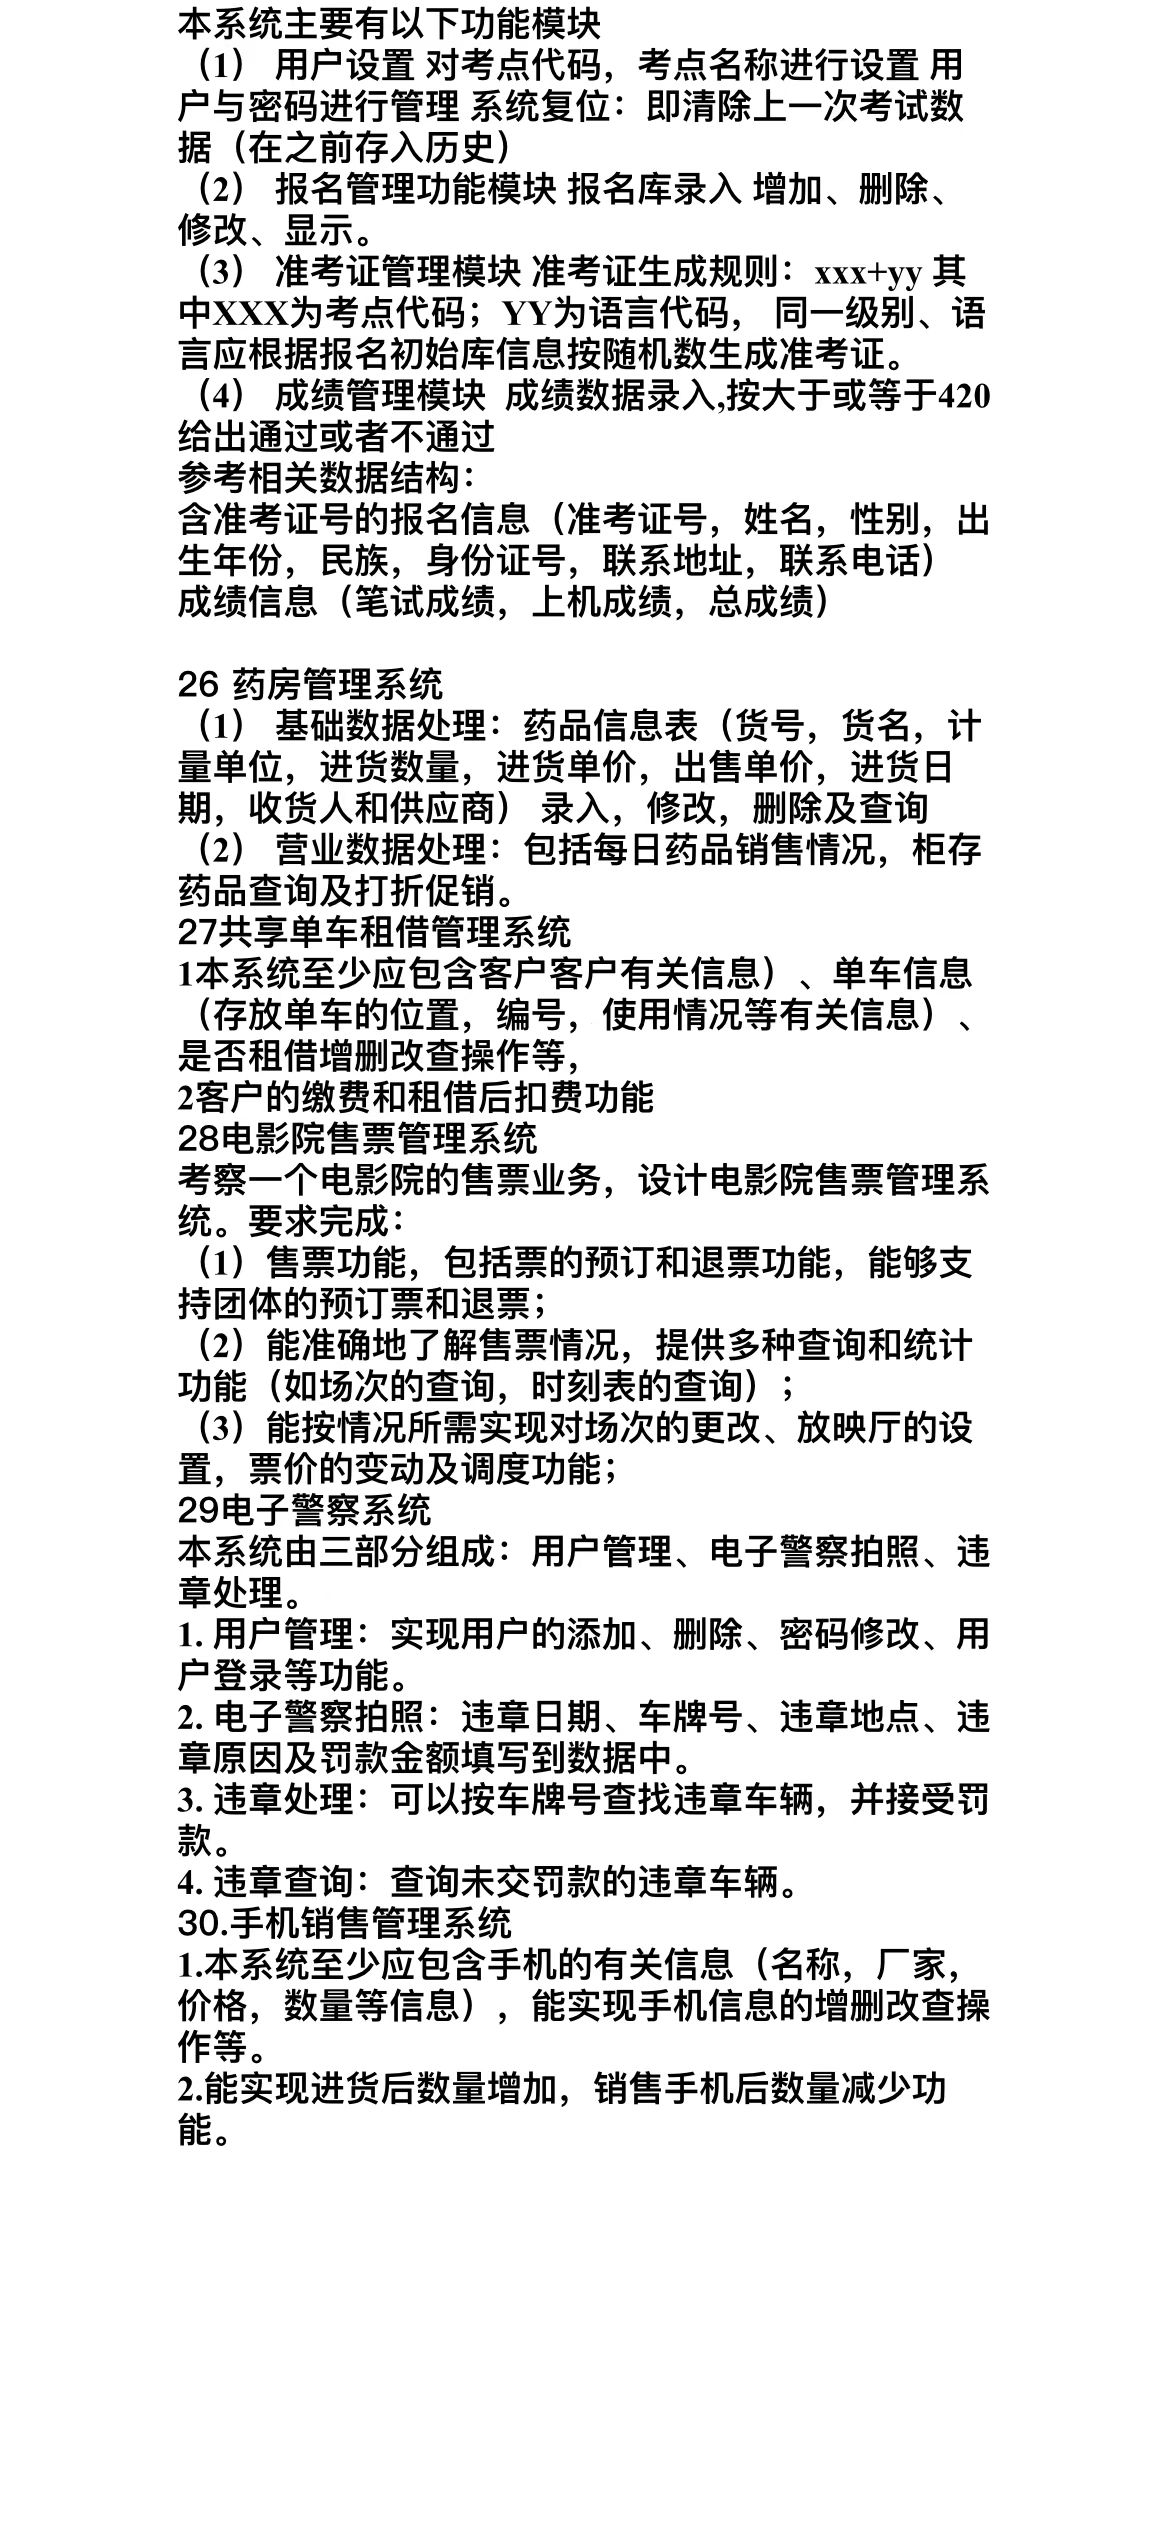 本系统主要有以下功能模块
（1） 用户设置 对考点代码，考点名称进行设置 用
户与密码进行管理 系统复位：即清除上一次考试数
据（在之前存入历史）
（2） 报名管理功能模块 报名库录入 增加、删除、
修改、显示。
（3） 准考证管理模块 准考证生成规则：xxx+yy 其
中XXX为考点代码；YY为语言代码， 同一级别、语
言应根据报名初始库信息按随机数生成准考证。
（4） 成绩管理模块  成绩数据录入,按大于或等于420
给出通过或者不通过
参考相关数据结构：
含准考证号的报名信息（准考证号，姓名，性别，出
生年份，民族，身份证号，联系地址，联系电话）
成绩信息（笔试成绩，上机成绩，总成绩）
26 药房管理系统
（1） 基础数据处理：药品信息表（货号，货名，计
量单位，进货数量，进货单价，出售单价，进货日
期，收货人和供应商） 录入，修改，删除及查询
（2） 营业数据处理：包括每日药品销售情况，柜存
药品查询及打折促销。
27共享单车租借管理系统
1本系统至少应包含客户客户有关信息）、单车信息
（存放单车的位置，编号，使用情况等有关信息）、
是否租借增删改查操作等，
2客户的缴费和租借后扣费功能
28电影院售票管理系统
考察一个电影院的售票业务，设计电影院售票管理系
统。要求完成：
（1）售票功能，包括票的预订和退票功能，能够支
持团体的预订票和退票；
（2）能准确地了解售票情况，提供多种查询和统计
功能（如场次的查询，时刻表的查询）；
（3）能按情况所需实现对场次的更改、放映厅的设
置，票价的变动及调度功能；
29电子警察系统
本系统由三部分组成：用户管理、电子警察拍照、违
章处理。
1. 用户管理：实现用户的添加、删除、密码修改、用
户登录等功能。
2. 电子警察拍照：违章日期、车牌号、违章地点、违
章原因及罚款金额填写到数据中。
3. 违章处理：可以按车牌号查找违章车辆，并接受罚
款。
4. 违章查询：查询未交罚款的违章车辆。
30.手机销售管理系统
1.本系统至少应包含手机的有关信息（名称，厂家，
价格，数量等信息），能实现手机信息的增删改查操
作等。
2.能实现进货后数量增加，销售手机后数量减少功
能。